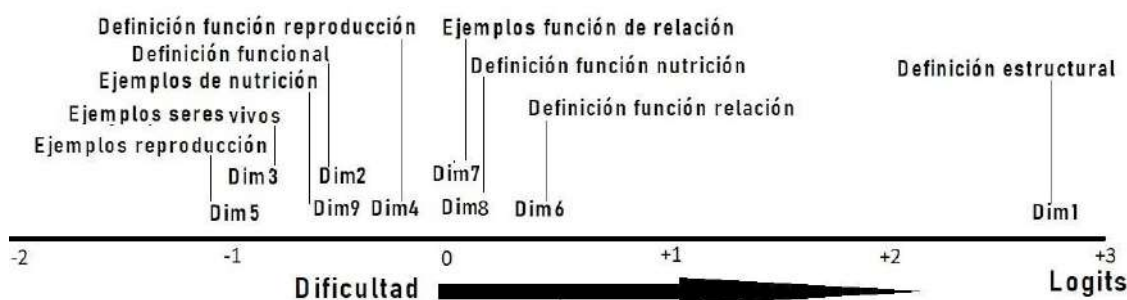 Definición función reproducción
Ejemplos función de relación
Definición funcional
Definición función nutrición
Definición estructural
Ejemplos de nutrición
Ejemplos seres vivos
Definición función relación
Ejemplos reproducción
Dim3
Dim2
Dim7
Dim5
Dim9
Dim4
Dim8
Dim6
Dim1
-2
-1
0
+1
+2
+3
Dificultad
Logits